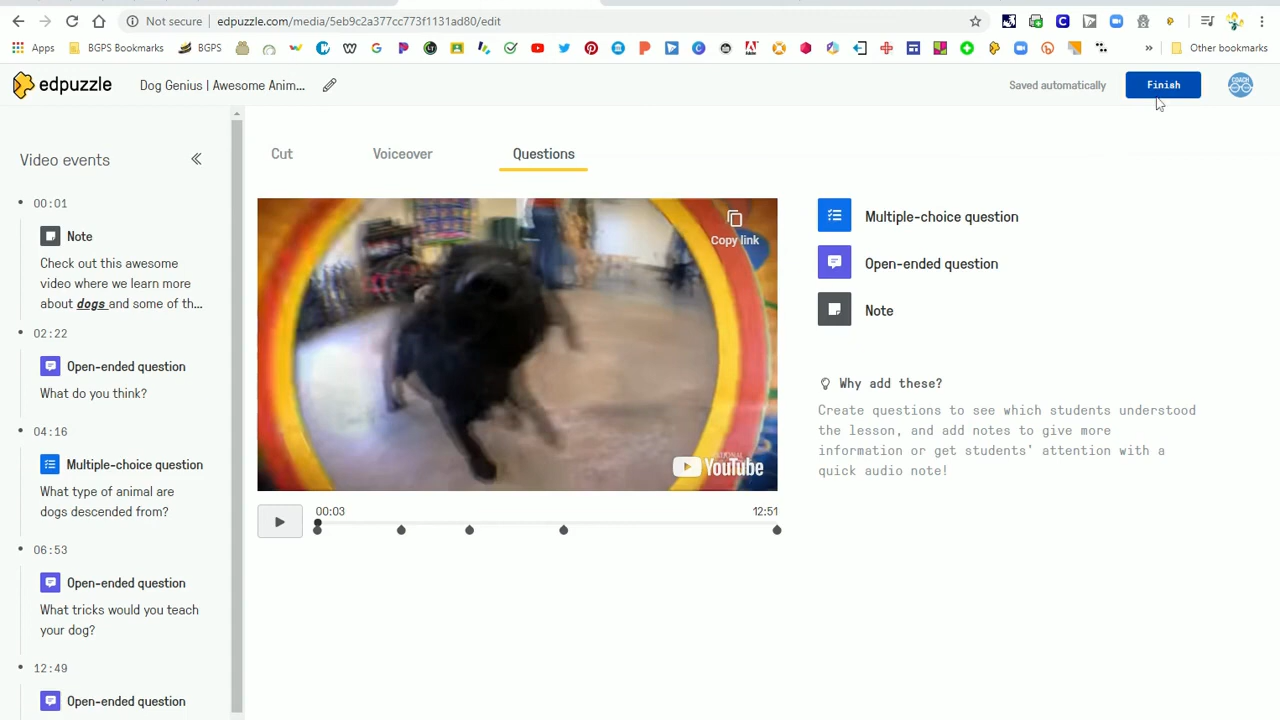 Not secure | edpuzzle.com/media/5eb9c2a377cc773f1131ad80/edit
Apps BGPS Bookmarks BGPS » Other bookmarks
edpuzzle Dog Genius | Awesome Anim... Saved automatically Finish
COACH
Video events
Cut Voiceover Questions
00:01
Note
Check out this awesome
video where we learn more
about dogs and some of th...
02:22
Open-ended question
What do you think?
04:16
Multiple-choice question
What type of animal are
dogs descended from?
06:53
Open-ended question
What tricks would you teach
your dog?
12:49
Open-ended question
Copy link
YouTube
00:03 12:51
Multiple-choice question
Open-ended question
Note
Why add these?
Create questions to see which students understood
the lesson, and add notes to give more
information or get students' attention with a
quick audio note!